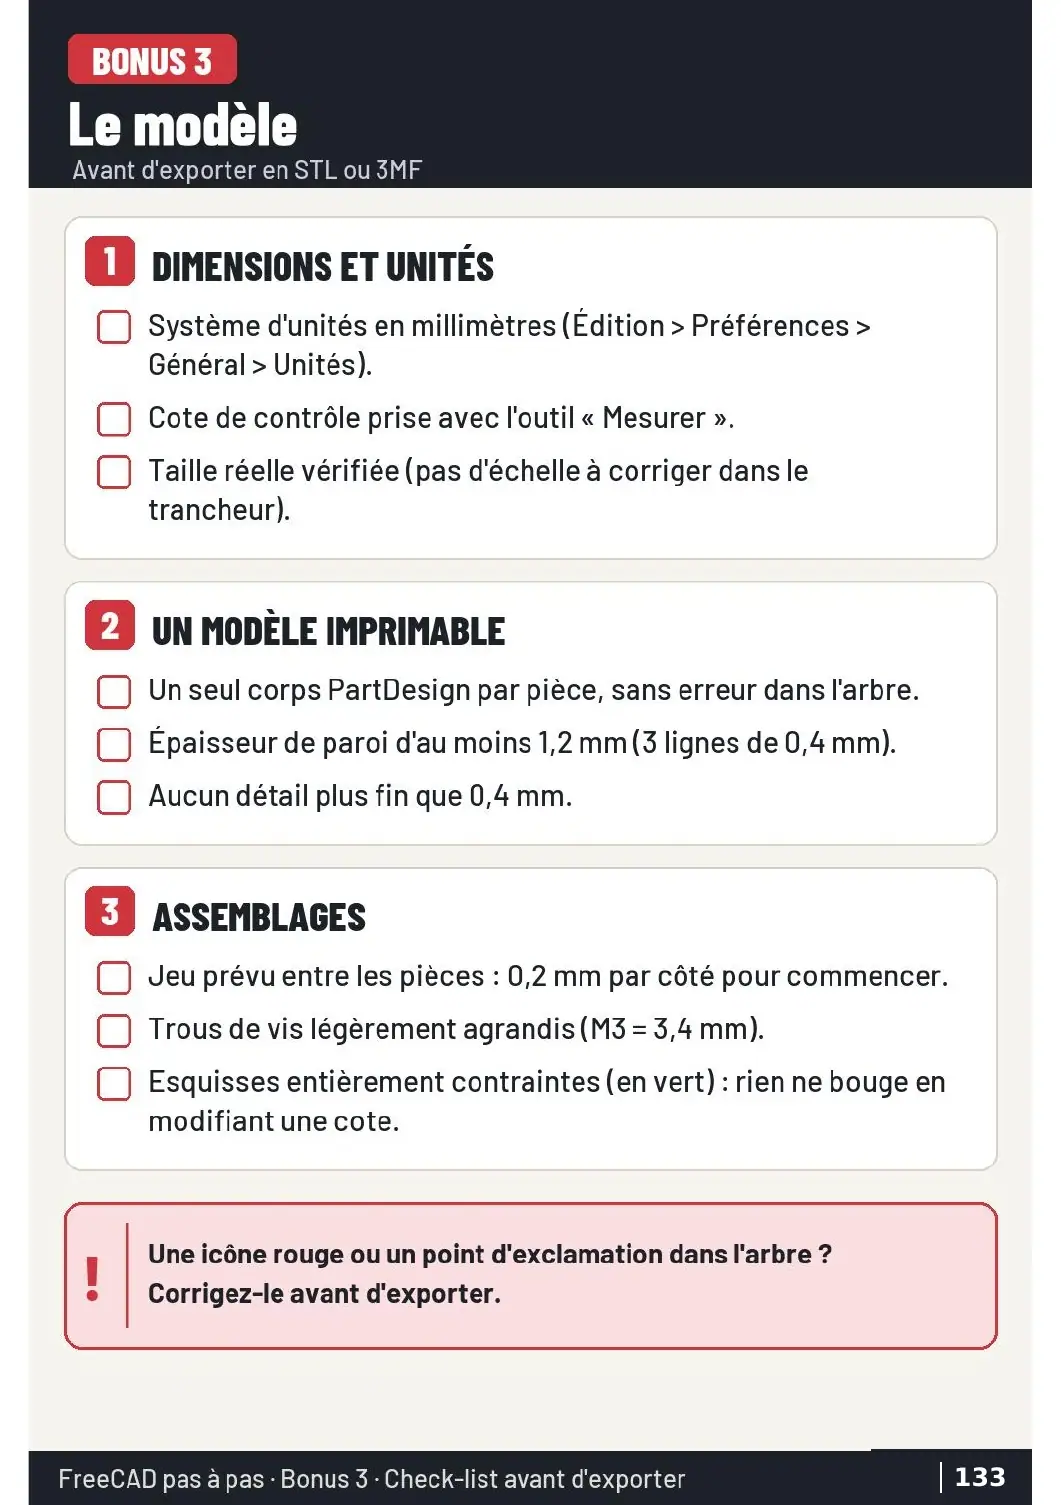 BONUS 3
Le modèle
Avant d'exporter en STL ou 3MF
1 DIMENSIONS ET UNITÉS
Système d'unités en millimètres (Édition > Préférences >
Général > Unités).
Cote de contrôle prise avec l'outil « Mesurer ».
Taille réelle vérifiée (pas d'échelle à corriger dans le
trancheur).
2 UN MODÈLE IMPRIMABLE
Un seul corps PartDesign par pièce, sans erreur dans l'arbre.
Épaisseur de paroi d'au moins 1,2 mm (3 lignes de 0,4 mm).
Aucun détail plus fin que 0,4 mm.
3 ASSEMBLAGES
Jeu prévu entre les pièces : 0,2 mm par côté pour commencer.
Trous de vis légèrement agrandis (M3 = 3,4 mm).
Esquisses entièrement contraintes (en vert) : rien ne bouge en
modifiant une cote.
! Une icône rouge ou un point d'exclamation dans l'arbre ?
Corrigez-le avant d'exporter.
FreeCAD pas à pas · Bonus 3 · Check-list avant d'exporter | 133